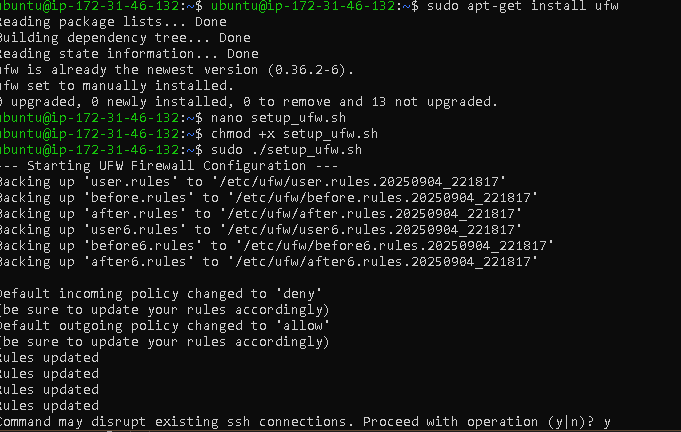 ubuntu@ip-172-31-46-132:~$ ubuntu@ip-172-31-46-132:~$ sudo apt-get install ufw
Reading package lists... Done
Building dependency tree... Done
Reading state information... Done
ufw is already the newest version (0.36.2-6).
ufw set to manually installed.
0 upgraded, 0 newly installed, 0 to remove and 13 not upgraded.
ubuntu@ip-172-31-46-132:~$ nano setup_ufw.sh
ubuntu@ip-172-31-46-132:~$ chmod +x setup_ufw.sh
ubuntu@ip-172-31-46-132:~$ sudo ./setup_ufw.sh
--- Starting UFW Firewall Configuration ---
Backing up 'user.rules' to '/etc/ufw/user.rules.20250904_221817'
Backing up 'before.rules' to '/etc/ufw/before.rules.20250904_221817'
Backing up 'after.rules' to '/etc/ufw/after.rules.20250904_221817'
Backing up 'user6.rules' to '/etc/ufw/user6.rules.20250904_221817'
Backing up 'before6.rules' to '/etc/ufw/before6.rules.20250904_221817'
Backing up 'after6.rules' to '/etc/ufw/after6.rules.20250904_221817'
Default incoming policy changed to 'deny'
(be sure to update your rules accordingly)
Default outgoing policy changed to 'allow'
(be sure to update your rules accordingly)
Rules updated
Rules updated
Rules updated
Rules updated
Command may disrupt existing ssh connections. Proceed with operation (y|n)? y